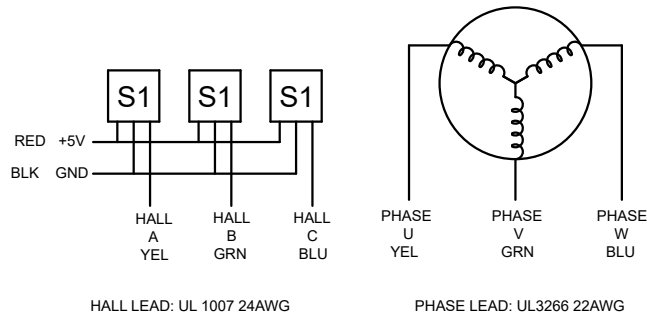 S1 S1 S1
RED +5V
BLK GND
HALL
A
YEL
HALL
B
GRN
HALL
C
BLU
PHASE
U
YEL
PHASE
V
GRN
PHASE
W
BLU
HALL LEAD: UL 1007 24AWG
PHASE LEAD: UL3266 22AWG